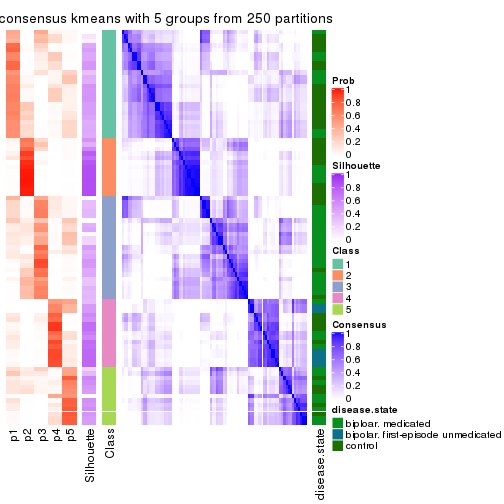 consensus kmeans with 5 groups from 250 partitions
Prob
1
0.8
0.6
0.4
0.2
0
Silhouette
1
0.8
0.6
0.4
0.2
0
Class
1
2
3
4
5
Consensus
1
0.8
0.6
0.4
0.2
0
disease.state
biploar. medicated
bipolar. first-episode unmedicated
control
p1
p2
p3
p4
p5
Silhouette
Class
disease.state